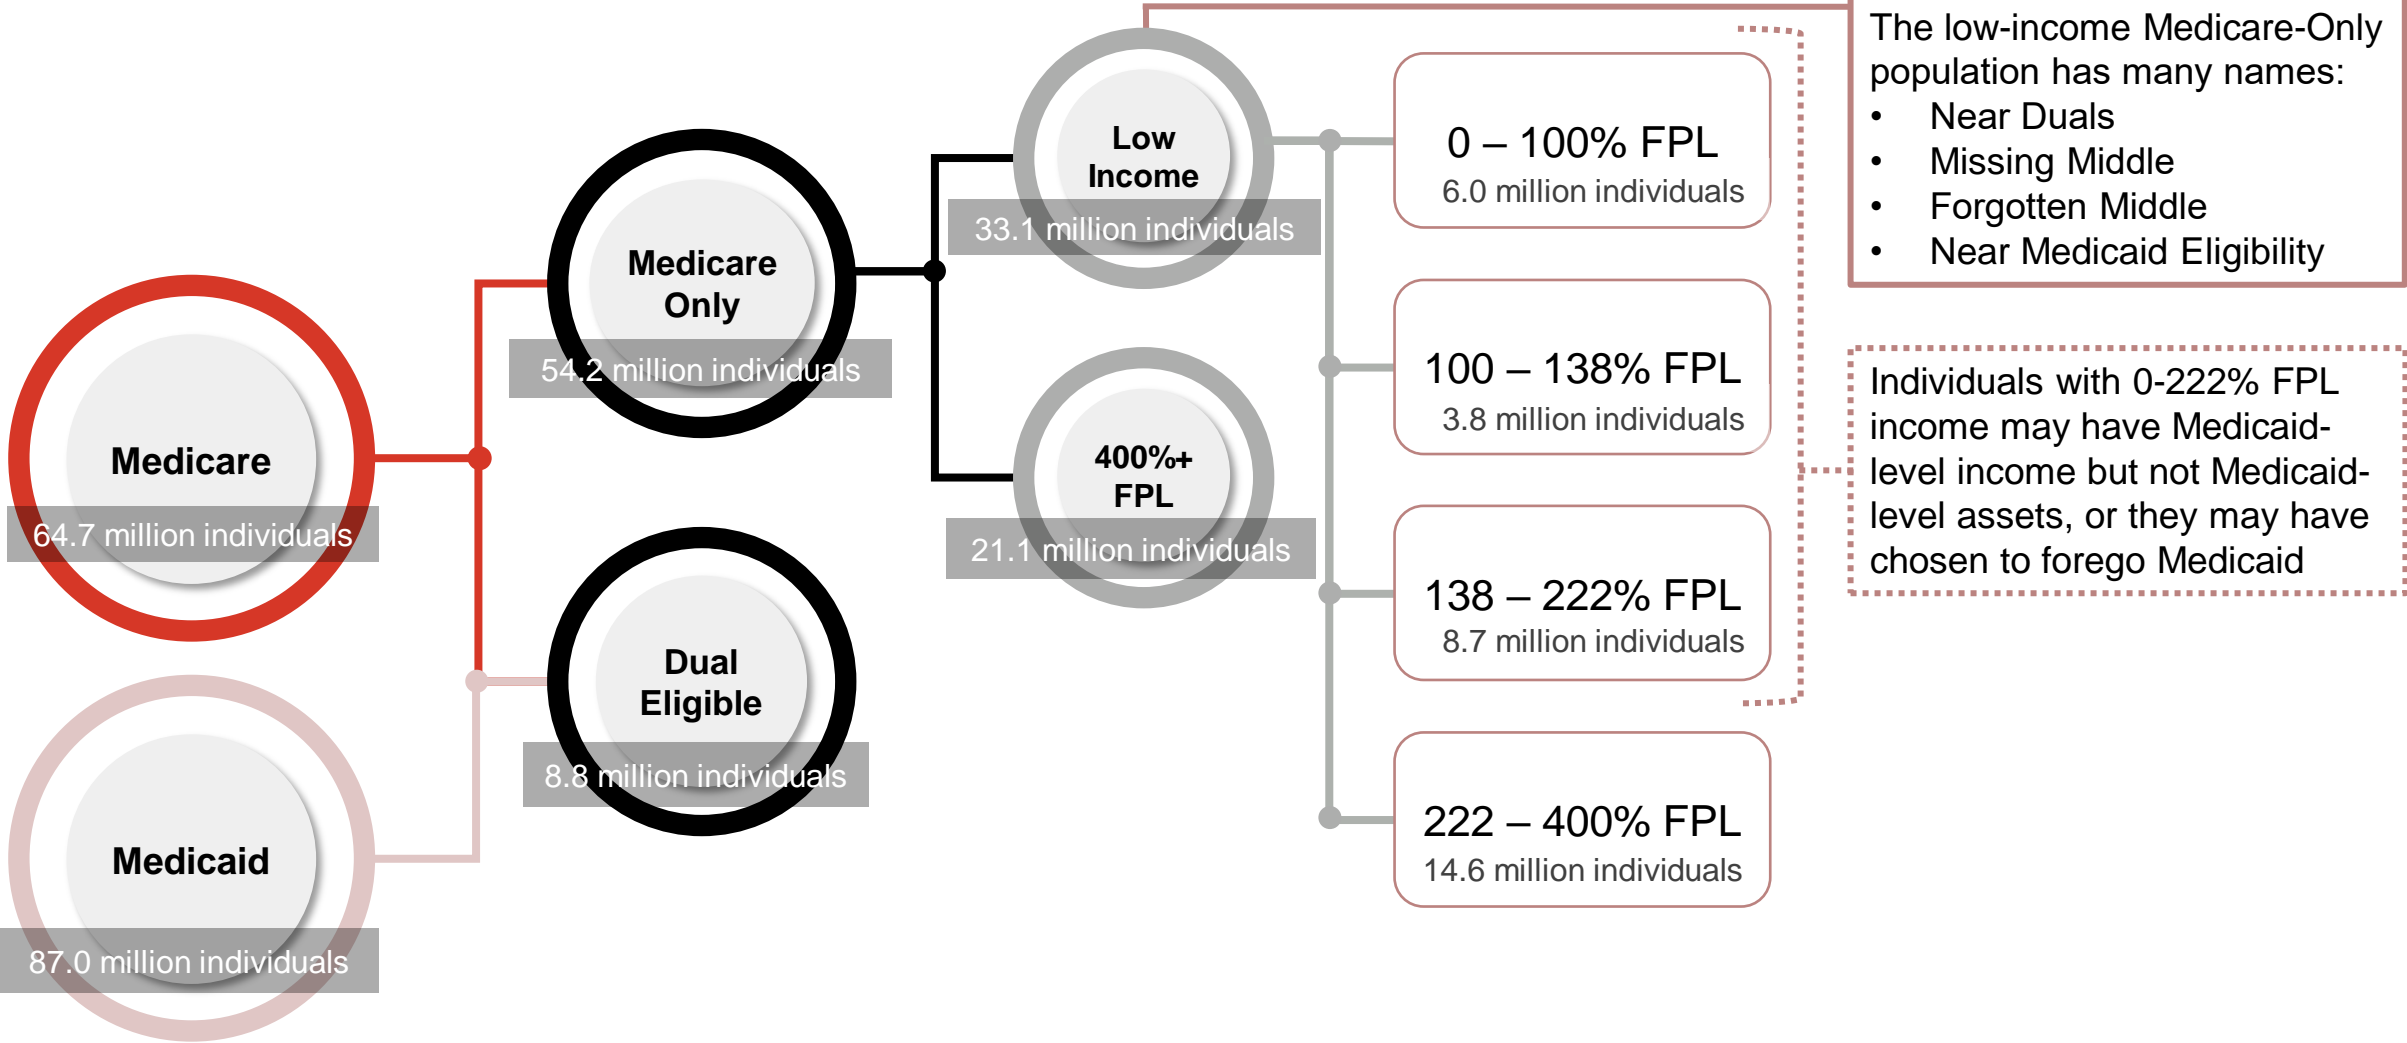 Medicare
64.7 million individuals
Medicaid
87.0 million individuals
Medicare
Only
54.2 million individuals
Dual
Eligible
8.8 million individuals
Low
Income
33.1 million individuals
400%+
FPL
21.1 million individuals
0 – 100% FPL
6.0 million individuals
100 – 138% FPL
3.8 million individuals
138 – 222% FPL
8.7 million individuals
222 – 400% FPL
14.6 million individuals
The low-income Medicare-Only
population has many names:
• Near Duals
• Missing Middle
• Forgotten Middle
• Near Medicaid Eligibility
Individuals with 0-222% FPL
income may have Medicaid-
level income but not Medicaid-
level assets, or they may have
chosen to forego Medicaid